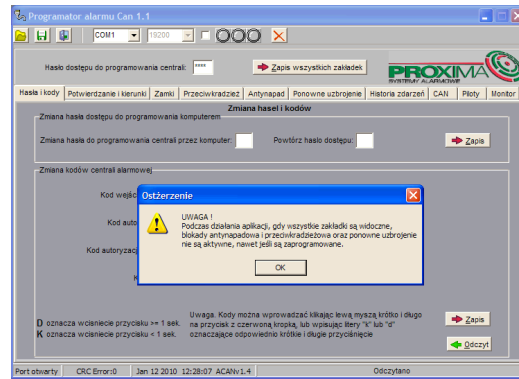 Programator alarmu Can 1.1
COM1 19200
Hasło dostępu do programowania centrali: **** Zapis wszystkich zakładek
PROXIMA
SYSTEMY ALARMOWE
Hasła i kody Potwierdzanie i kierunki Zamki Przeciwkradzież Antynapad Ponowne uzbrojenie Historia zdarzeń CAN Piloty Monitor
Zmiana haseł i kodów
Zmiana hasła dostępu do programowania komputerem
Zmiana hasła do programowania centrali przez komputer: Powtórz hasło dostępu: Zapis
Zmiana kodów centrali alarmowej
Kod wejśc
Ostrzeżenie
UWAGA !
Podczas działania aplikacji, gdy wszystkie zakładki są widoczne,
blokady antynapadowa i przeciwkradzieżowa oraz ponowne uzbrojenie
nie są aktywne, nawet jeśli są zaprogramowane.
Kod auto
Kod autoryzacj
OK
Uwaga. Kody można wprowadzać klikając lewą myszą krótko i długo
na przycisk z czerwoną kropką, lub wpisując litery "k" lub "d"
oznaczające odpowiednio krótkie i długie przyciśnięcie
D oznacza wcisniecie przycisku >= 1 sek.
K oznacza wcisniecie przycisku < 1 sek.
Zapis
Odczyt
Port otwarty CRC Error:0 Jan 12 2010 12:28:07 ACANv1.4 Odczytano